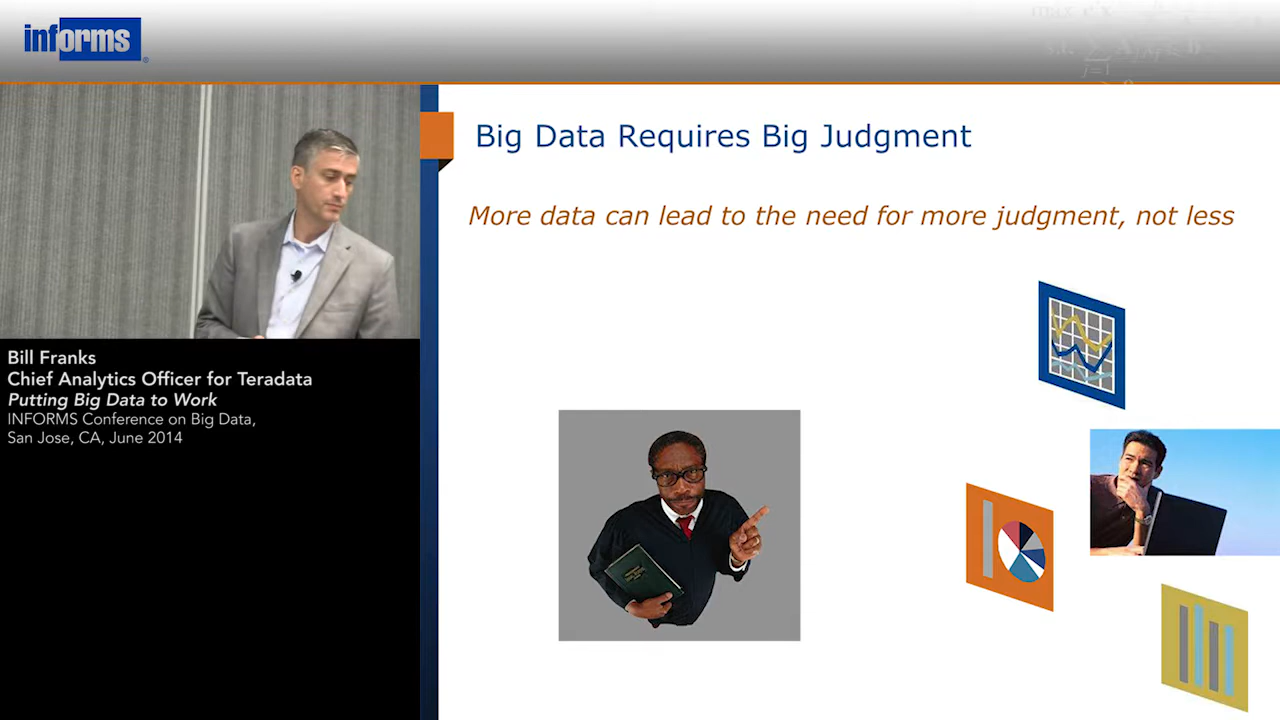 informs
Big Data Requires Big Judgment
More data can lead to the need for more judgment, not less
Bill Franks
Chief Analytics Officer for Teradata
Putting Big Data to Work
INFORMS Conference on Big Data,
San Jose, CA, June 2014